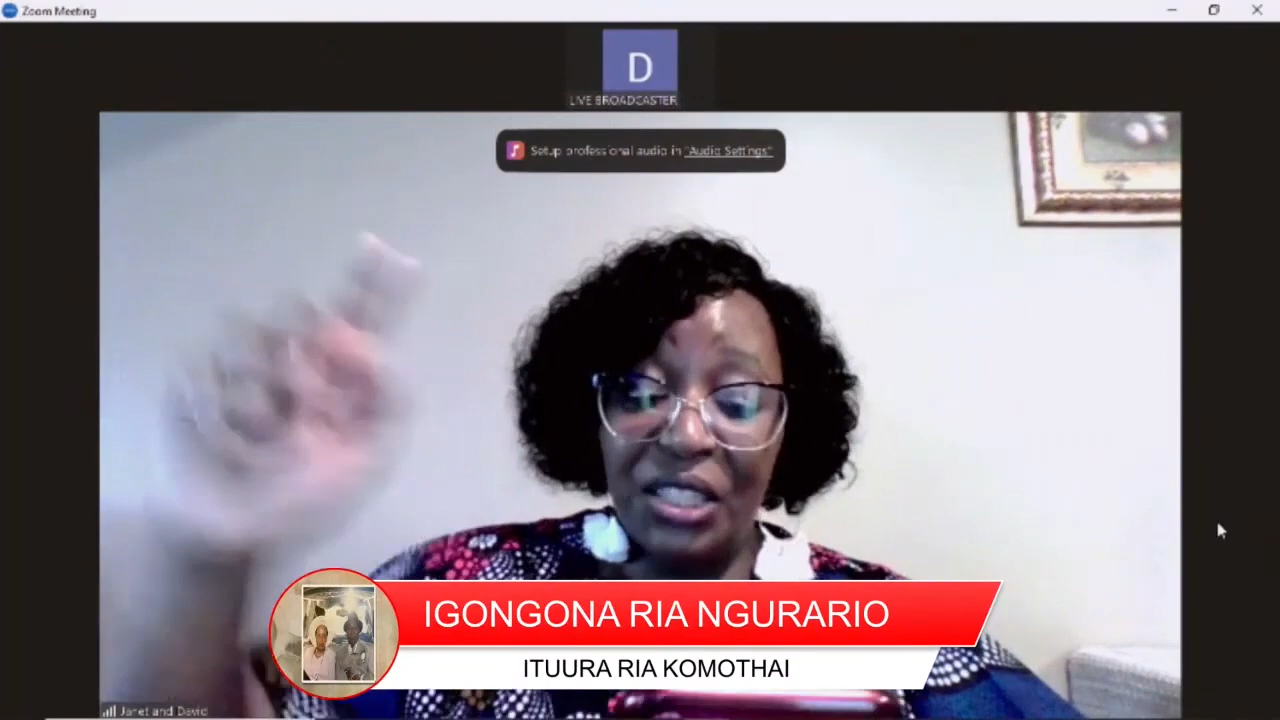 Zoom Meeting
D
LIVE BROADCASTER
Setup professional audio in "Audio Settings"
IGONGONA RIA NGURARIO
ITUURA RIA KOMOTHAI
Janet and David